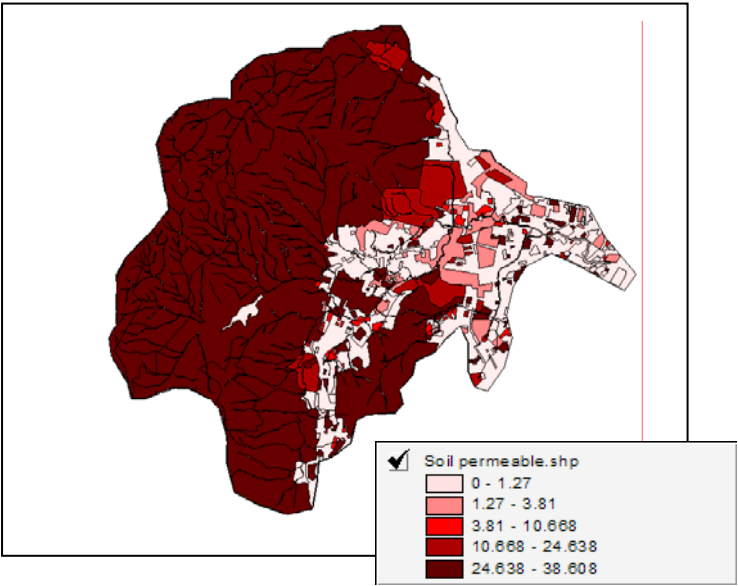 Soil permeable.shp
0 - 1.27
1.27 - 3.81
3.81 - 10.668
10.668 - 24.638
24.638 - 38.608